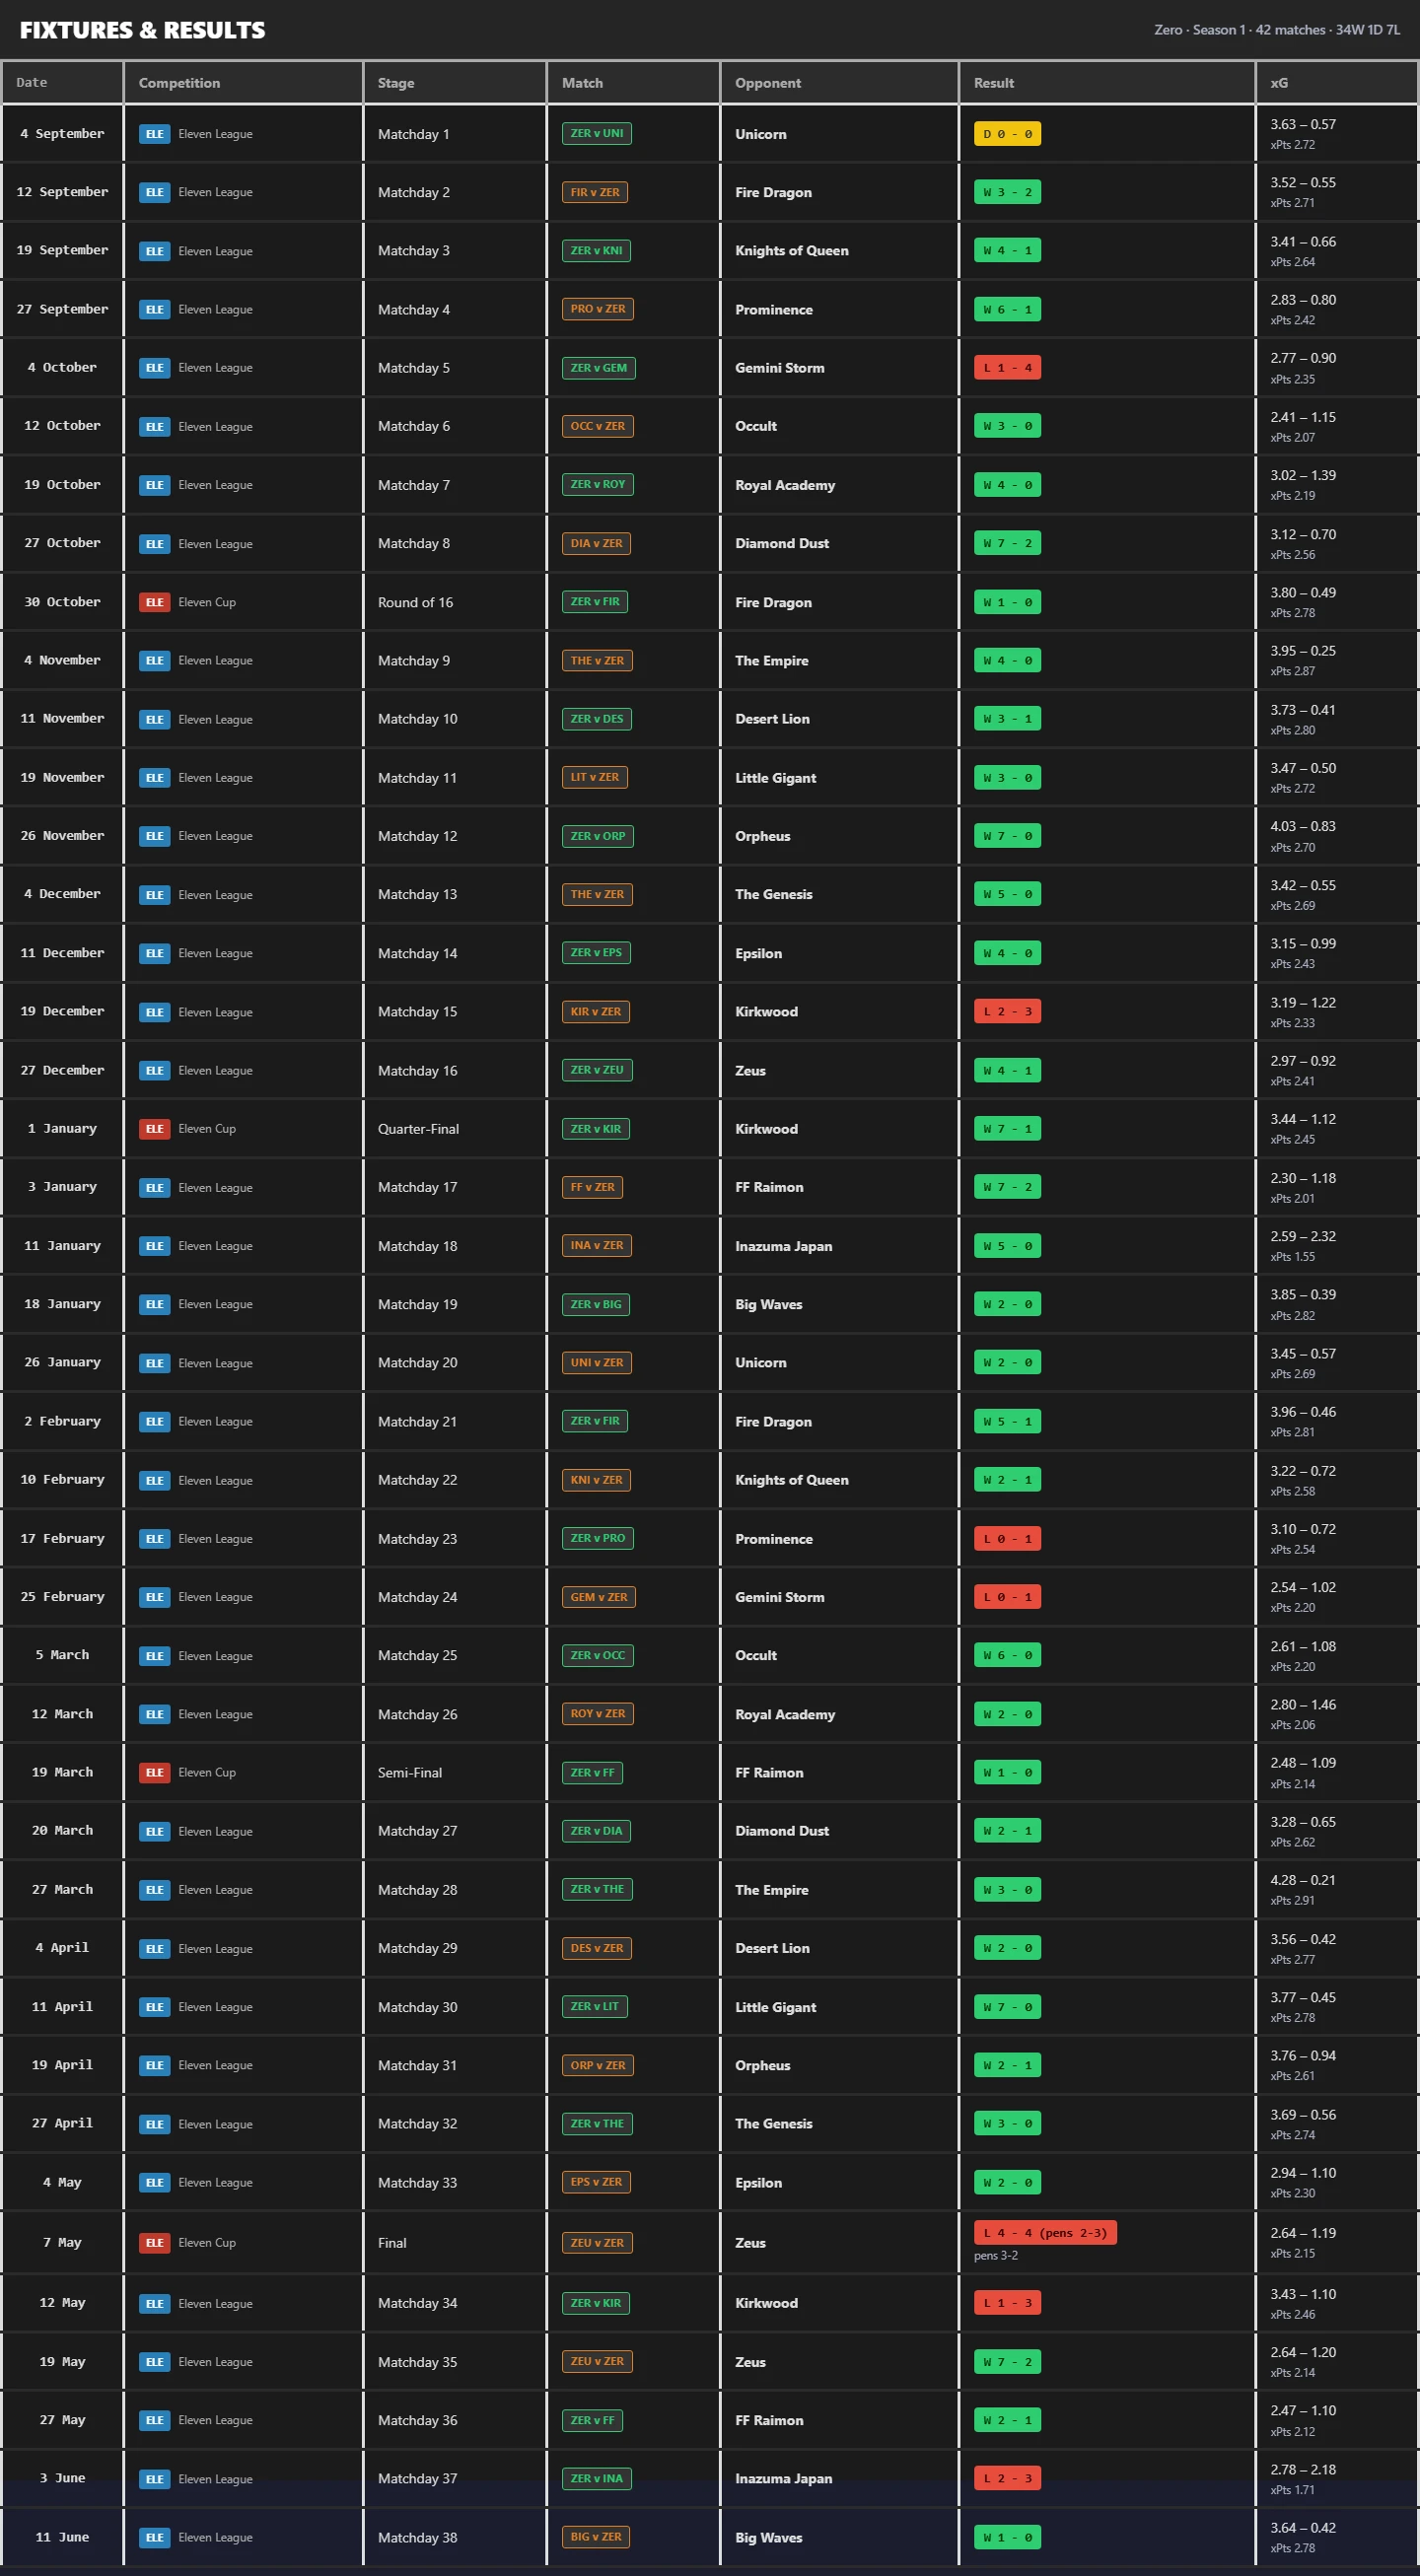 FIXTURES & RESULTS
Zero · Season 1 · 42 matches · 34W 1D 7L
Date Competition Stage Match Opponent Result xG
4 September ELE Eleven League Matchday 1 ZER v UNI Unicorn D 0 - 0 3.63 – 0.57
xPts 2.72
12 September ELE Eleven League Matchday 2 FIR v ZER Fire Dragon W 3 - 2 3.52 – 0.55
xPts 2.71
19 September ELE Eleven League Matchday 3 ZER v KNI Knights of Queen W 4 - 1 3.41 – 0.66
xPts 2.64
27 September ELE Eleven League Matchday 4 PRO v ZER Prominence W 6 - 1 2.83 – 0.80
xPts 2.42
4 October ELE Eleven League Matchday 5 ZER v GEM Gemini Storm L 1 - 4 2.77 – 0.90
xPts 2.35
12 October ELE Eleven League Matchday 6 OCC v ZER Occult W 3 - 0 2.41 – 1.15
xPts 2.07
19 October ELE Eleven League Matchday 7 ZER v ROY Royal Academy W 4 - 0 3.02 – 1.39
xPts 2.19
27 October ELE Eleven League Matchday 8 DIA v ZER Diamond Dust W 7 - 2 3.12 – 0.70
xPts 2.56
30 October ELE Eleven Cup Round of 16 ZER v FIR Fire Dragon W 1 - 0 3.80 – 0.49
xPts 2.78
4 November ELE Eleven League Matchday 9 THE v ZER The Empire W 4 - 0 3.95 – 0.25
xPts 2.87
11 November ELE Eleven League Matchday 10 ZER v DES Desert Lion W 3 - 1 3.73 – 0.41
xPts 2.80
19 November ELE Eleven League Matchday 11 LIT v ZER Little Gigant W 3 - 0 3.47 – 0.50
xPts 2.72
26 November ELE Eleven League Matchday 12 ZER v ORP Orpheus W 7 - 0 4.03 – 0.83
xPts 2.70
4 December ELE Eleven League Matchday 13 THE v ZER The Genesis W 5 - 0 3.42 – 0.55
xPts 2.69
11 December ELE Eleven League Matchday 14 ZER v EPS Epsilon W 4 - 0 3.15 – 0.99
xPts 2.43
19 December ELE Eleven League Matchday 15 KIR v ZER Kirkwood L 2 - 3 3.19 – 1.22
xPts 2.33
27 December ELE Eleven League Matchday 16 ZER v ZEU Zeus W 4 - 1 2.97 – 0.92
xPts 2.41
1 January ELE Eleven Cup Quarter-Final ZER v KIR Kirkwood W 7 - 1 3.44 – 1.12
xPts 2.45
3 January ELE Eleven League Matchday 17 FF v ZER FF Raimon W 7 - 2 2.30 – 1.18
xPts 2.01
11 January ELE Eleven League Matchday 18 INA v ZER Inazuma Japan W 5 - 0 2.59 – 2.32
xPts 1.55
18 January ELE Eleven League Matchday 19 ZER v BIG Big Waves W 2 - 0 3.85 – 0.39
xPts 2.82
26 January ELE Eleven League Matchday 20 UNI v ZER Unicorn W 2 - 0 3.45 – 0.57
xPts 2.69
2 February ELE Eleven League Matchday 21 ZER v FIR Fire Dragon W 5 - 1 3.96 – 0.46
xPts 2.81
10 February ELE Eleven League Matchday 22 KNI v ZER Knights of Queen W 2 - 1 3.22 – 0.72
xPts 2.58
17 February ELE Eleven League Matchday 23 ZER v PRO Prominence L 0 - 1 3.10 – 0.72
xPts 2.54
25 February ELE Eleven League Matchday 24 GEM v ZER Gemini Storm L 0 - 1 2.54 – 1.02
xPts 2.20
5 March ELE Eleven League Matchday 25 ZER v OCC Occult W 6 - 0 2.61 – 1.08
xPts 2.20
12 March ELE Eleven League Matchday 26 ROY v ZER Royal Academy W 2 - 0 2.80 – 1.46
xPts 2.06
19 March ELE Eleven Cup Semi-Final ZER v FF FF Raimon W 1 - 0 2.48 – 1.09
xPts 2.14
20 March ELE Eleven League Matchday 27 ZER v DIA Diamond Dust W 2 - 1 3.28 – 0.65
xPts 2.62
27 March ELE Eleven League Matchday 28 ZER v THE The Empire W 3 - 0 4.28 – 0.21
xPts 2.91
4 April ELE Eleven League Matchday 29 DES v ZER Desert Lion W 2 - 0 3.56 – 0.42
xPts 2.77
11 April ELE Eleven League Matchday 30 ZER v LIT Little Gigant W 7 - 0 3.77 – 0.45
xPts 2.78
19 April ELE Eleven League Matchday 31 ORP v ZER Orpheus W 2 - 1 3.76 – 0.94
xPts 2.61
27 April ELE Eleven League Matchday 32 ZER v THE The Genesis W 3 - 0 3.69 – 0.56
xPts 2.74
4 May ELE Eleven League Matchday 33 EPS v ZER Epsilon W 2 - 0 2.94 – 1.10
xPts 2.30
7 May ELE Eleven Cup Final ZEU v ZER Zeus L 4 - 4 (pens 2-3) 2.64 – 1.19
pens 3-2 xPts 2.15
12 May ELE Eleven League Matchday 34 ZER v KIR Kirkwood L 1 - 3 3.43 – 1.10
xPts 2.46
19 May ELE Eleven League Matchday 35 ZEU v ZER Zeus W 7 - 2 2.64 – 1.20
xPts 2.14
27 May ELE Eleven League Matchday 36 ZER v FF FF Raimon W 2 - 1 2.47 – 1.10
xPts 2.12
3 June ELE Eleven League Matchday 37 ZER v INA Inazuma Japan L 2 - 3 2.78 – 2.18
xPts 1.71
11 June ELE Eleven League Matchday 38 BIG v ZER Big Waves W 1 - 0 3.64 – 0.42
xPts 2.78